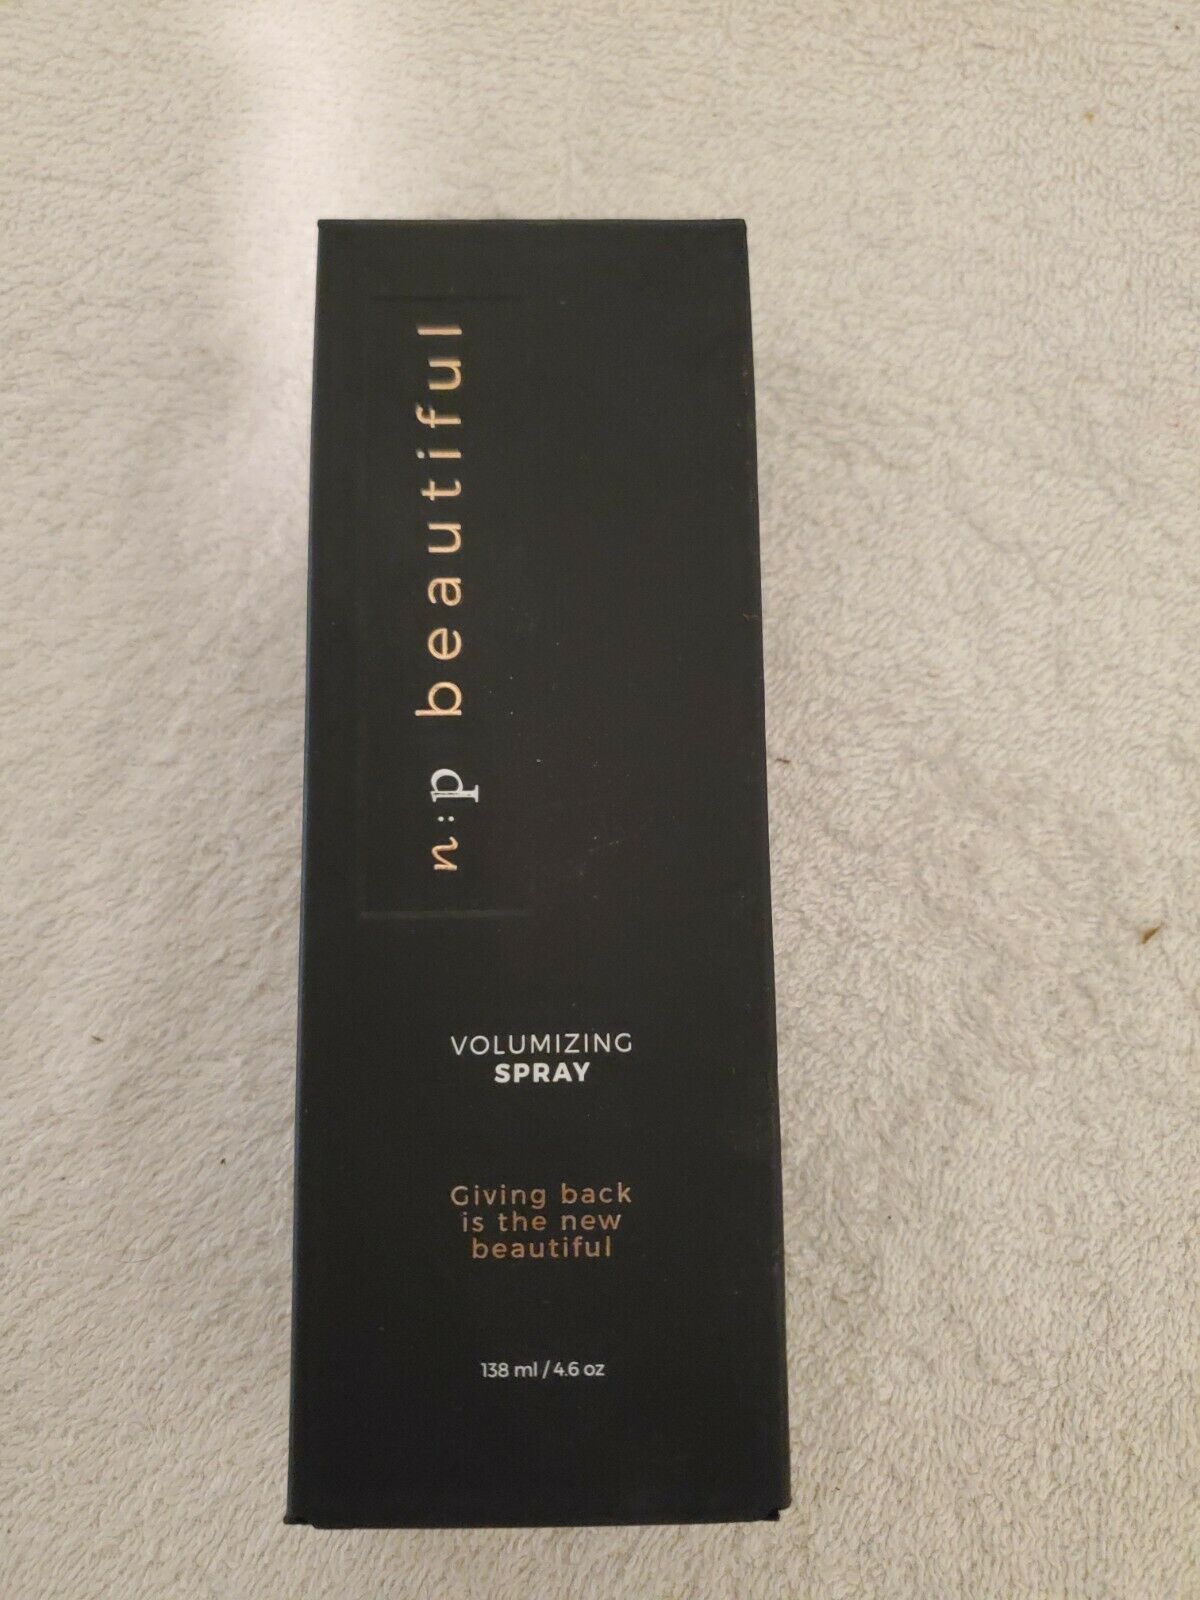 n:p beautiful
VOLUMIZING
SPRAY
Giving back
is the new
beautiful
138 ml / 4.6 oz